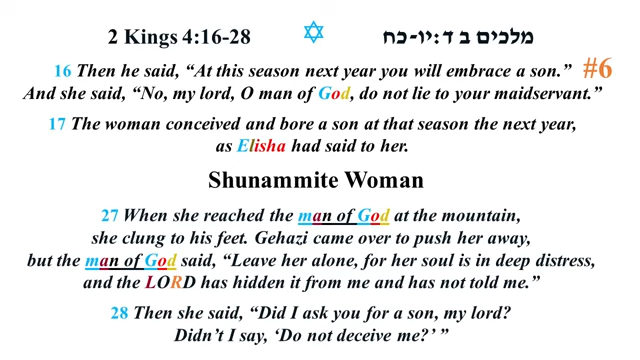 2 Kings 4:16-28 ✡ מלכים ב ד:יו-כח
16 Then he said, “At this season next year you will embrace a son.” #6
And she said, “No, my lord, O man of God, do not lie to your maidservant.”
17 The woman conceived and bore a son at that season the next year,
as Elisha had said to her.
Shunammite Woman
27 When she reached the man of God at the mountain,
she clung to his feet. Gehazi came over to push her away,
but the man of God said, “Leave her alone, for her soul is in deep distress,
and the LORD has hidden it from me and has not told me.”
28 Then she said, “Did I ask you for a son, my lord?
Didn’t I say, ‘Do not deceive me?’ ”